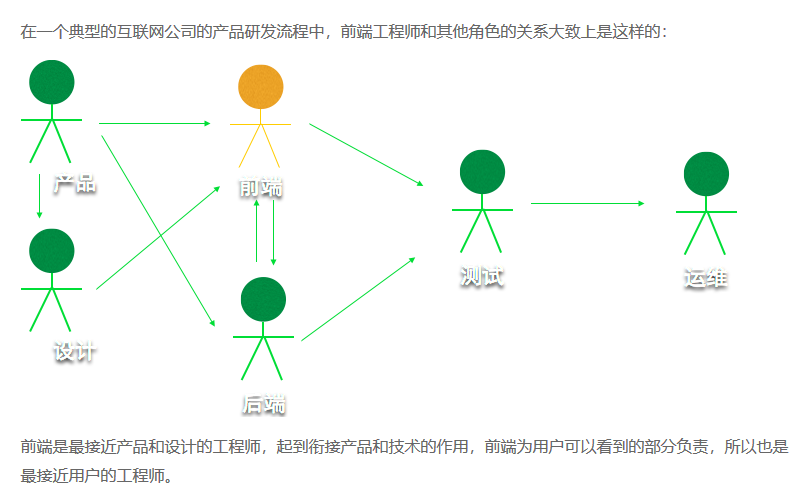 在一个典型的互联网公司的产品研发流程中，前端工程师和其他角色的关系大致上是这样的：
产品
前端
测试
运维
设计
后端
前端是最接近产品和设计的工程师，起到衔接产品和技术的作用，前端为用户可以看到的部分负责，所以也是
最接近用户的工程师。